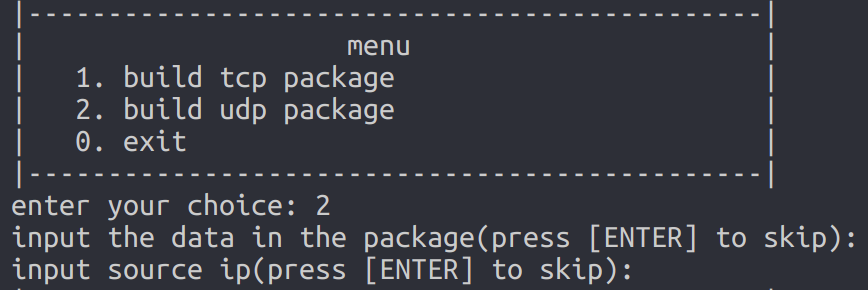 |----------------------------------------------|
|                    menu                      |
|   1. build tcp package                       |
|   2. build udp package                       |
|   0. exit                                    |
|----------------------------------------------|
enter your choice: 2
input the data in the package(press [ENTER] to skip):
input source ip(press [ENTER] to skip):